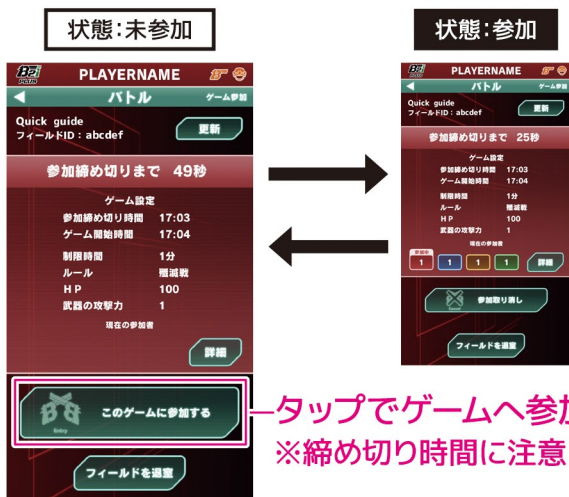 状態：未参加
PLAYERNAME
バトル
ゲーム参加
Quick guide
フィールドID：abcdef
更新
参加締め切りまで 49秒
ゲーム設定
参加締め切り時間 17:03
ゲーム開始時間 17:04
制限時間 1分
ルール 殲滅戦
HP 100
武器の攻撃力 1
現在の参加者
詳細
Entry
このゲームに参加する
フィールドを退室
状態：参加
PLAYERNAME
バトル
ゲーム参加
Quick guide
フィールドID：abcdef
更新
参加締め切りまで 25秒
ゲーム設定
参加締め切り時間 17:03
ゲーム開始時間 17:04
制限時間 1分
ルール 殲滅戦
HP 100
武器の攻撃力 1
現在の参加者
参加中
1 1 1 1
詳細
Cancel
参加取り消し
フィールドを退室
タップでゲームへ参加
※締め切り時間に注意